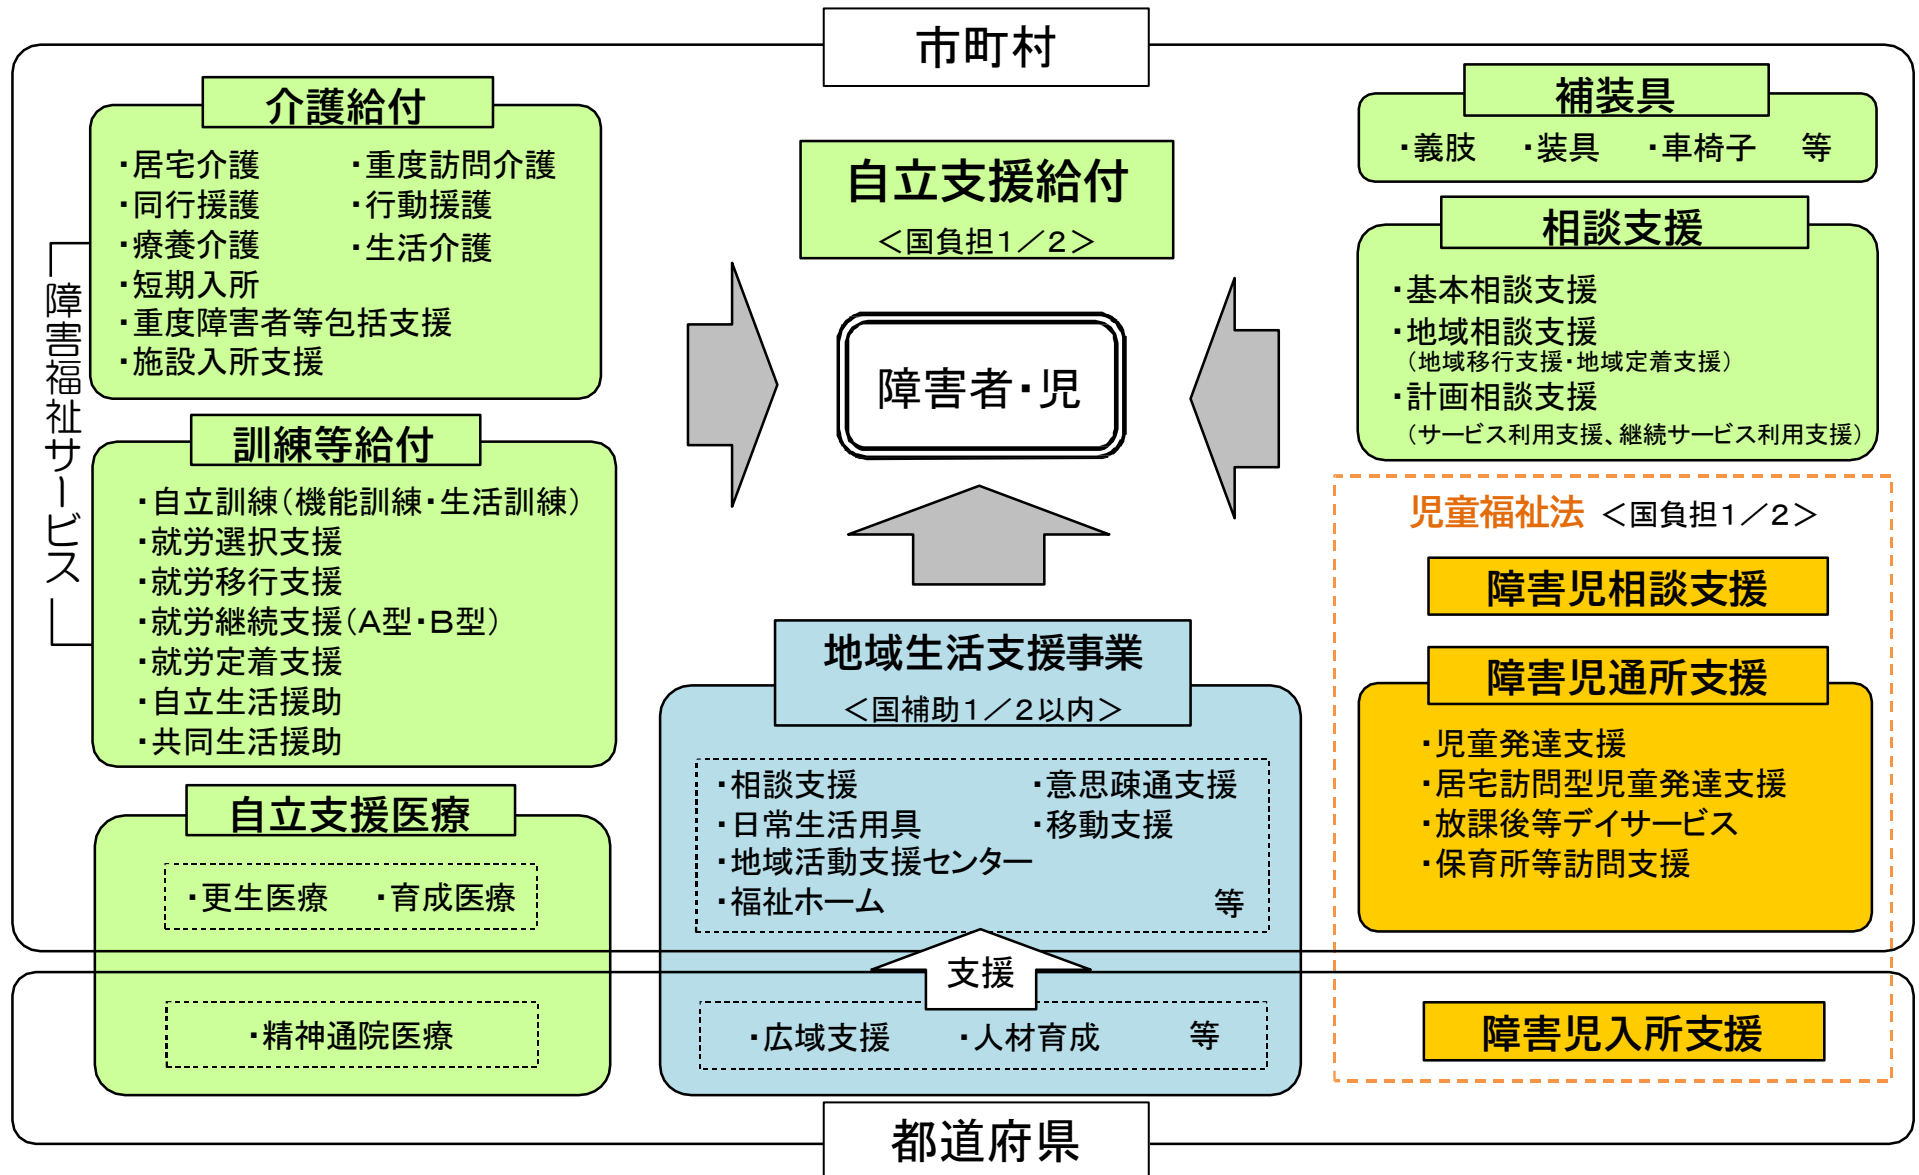 市町村
障害福祉サービス
介護給付
・居宅介護 ・重度訪問介護
・同行援護 ・行動援護
・療養介護 ・生活介護
・短期入所
・重度障害者等包括支援
・施設入所支援
訓練等給付
・自立訓練(機能訓練・生活訓練)
・就労選択支援
・就労移行支援
・就労継続支援(A型・B型)
・就労定着支援
・自立生活援助
・共同生活援助
自立支援医療
・更生医療 ・育成医療
・精神通院医療
自立支援給付
<国負担1/2>
障害者・児
地域生活支援事業
<国補助1/2以内>
・相談支援 ・意思疎通支援
・日常生活用具 ・移動支援
・地域活動支援センター
・福祉ホーム 等
支援
・広域支援 ・人材育成 等
補装具
・義肢 ・装具 ・車椅子 等
相談支援
・基本相談支援
・地域相談支援
(地域移行支援・地域定着支援)
・計画相談支援
(サービス利用支援、継続サービス利用支援)
児童福祉法 <国負担1/2>
障害児相談支援
障害児通所支援
・児童発達支援
・居宅訪問型児童発達支援
・放課後等デイサービス
・保育所等訪問支援
障害児入所支援
都道府県